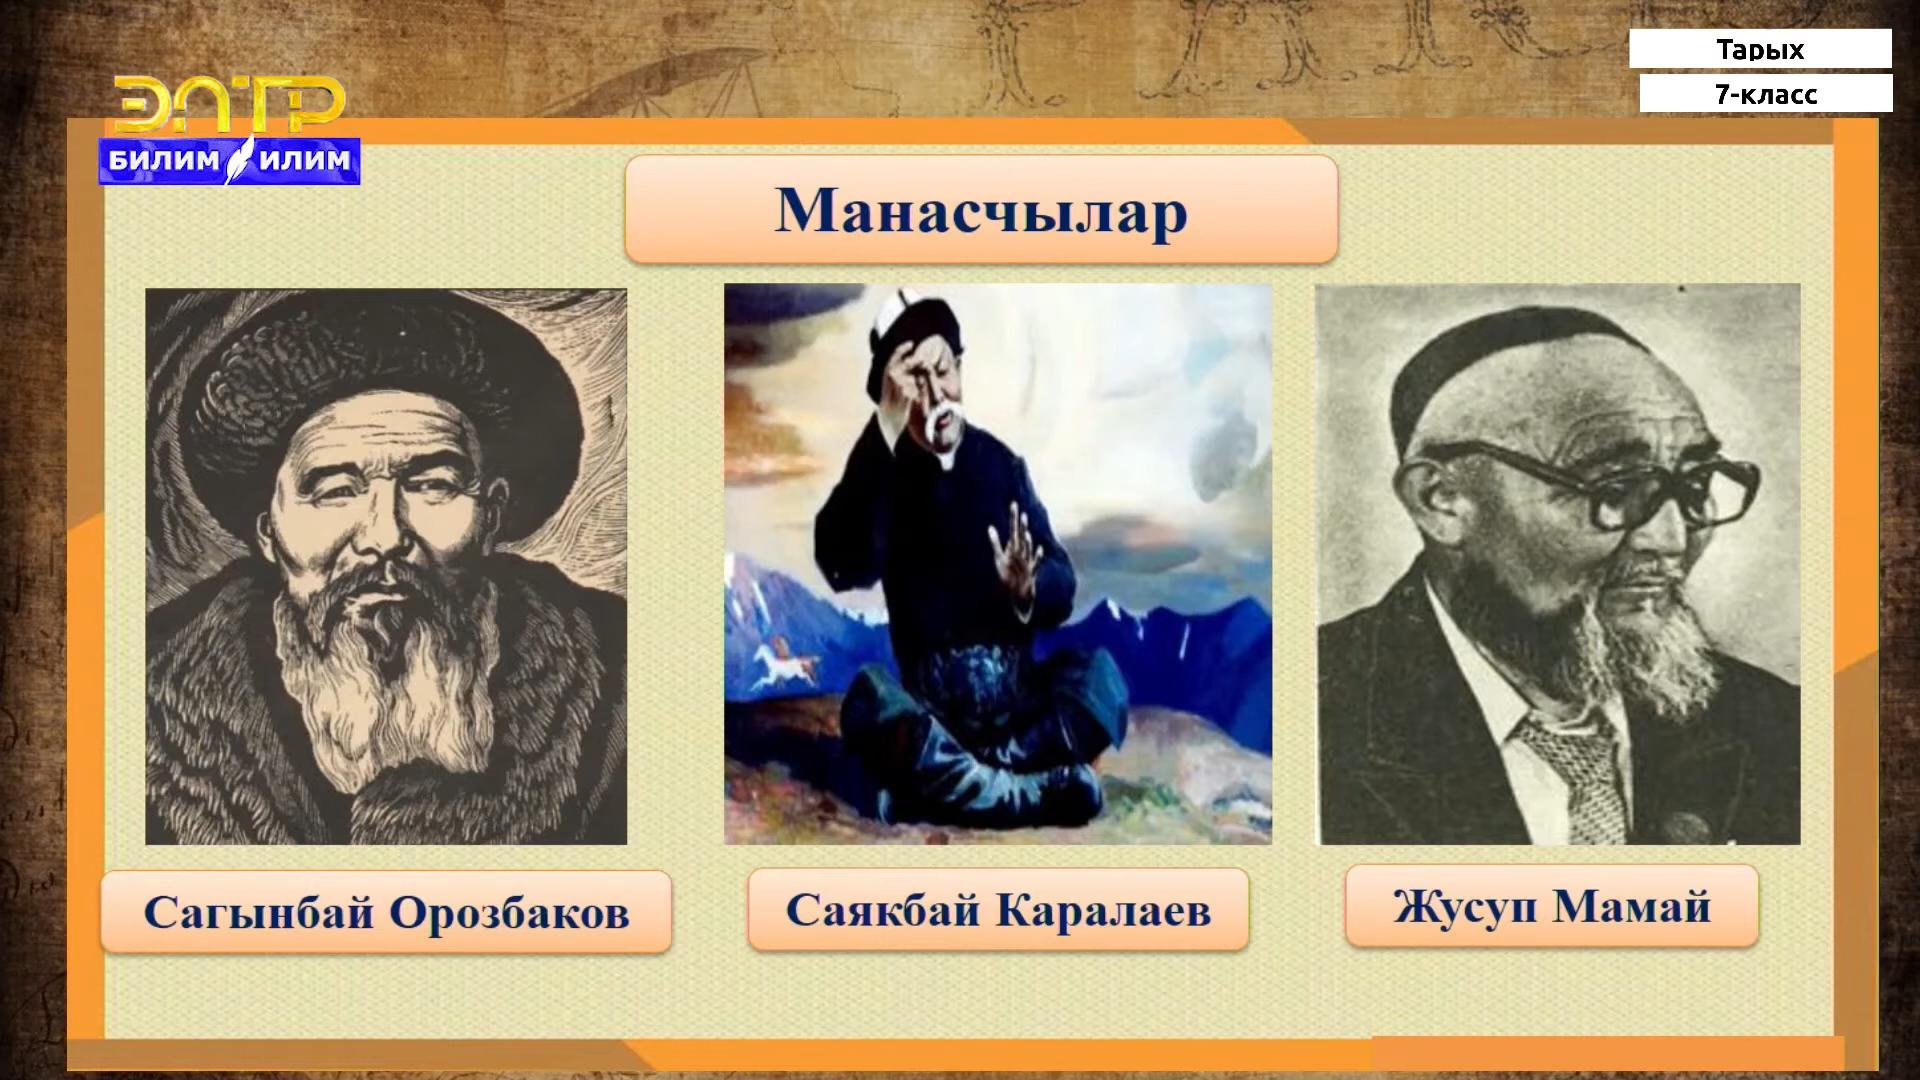 Тарых
7-класс
ЭЛТР
БИЛИМ ИЛИМ
Манасчылар
Сагынбай Орозбаков
Саякбай Каралаев
Жусуп Мамай